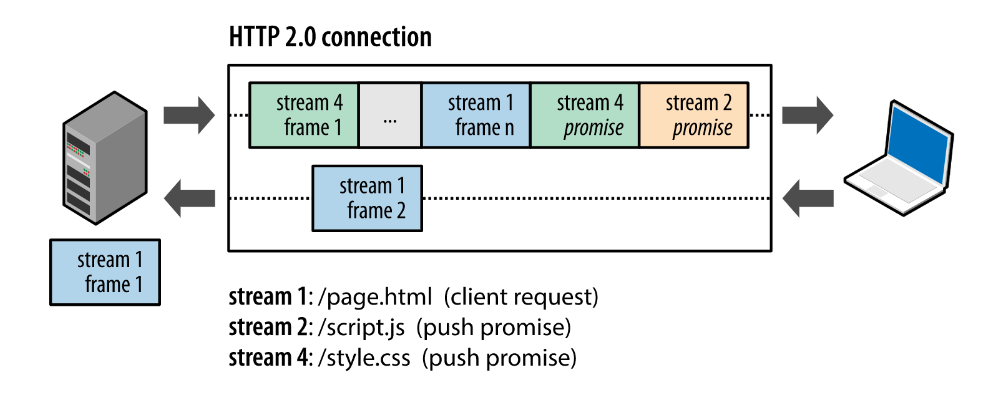 HTTP 2.0 connection
stream 4 frame 1
...
stream 1 frame n
stream 4 promise
stream 2 promise
stream 1 frame 2
stream 1 frame 1
stream 1: /page.html (client request)
stream 2: /script.js (push promise)
stream 4: /style.css (push promise)